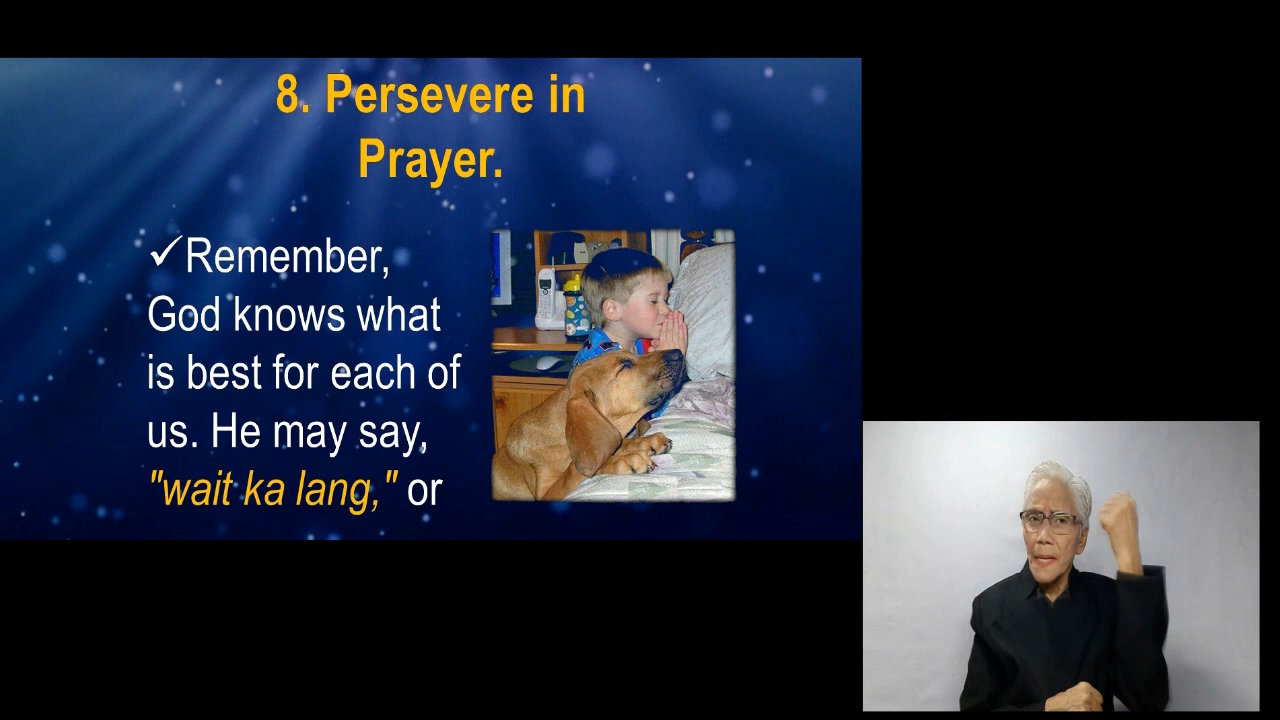 8. Persevere in
Prayer.
✓Remember,
God knows what
is best for each of
us. He may say,
"wait ka lang," or